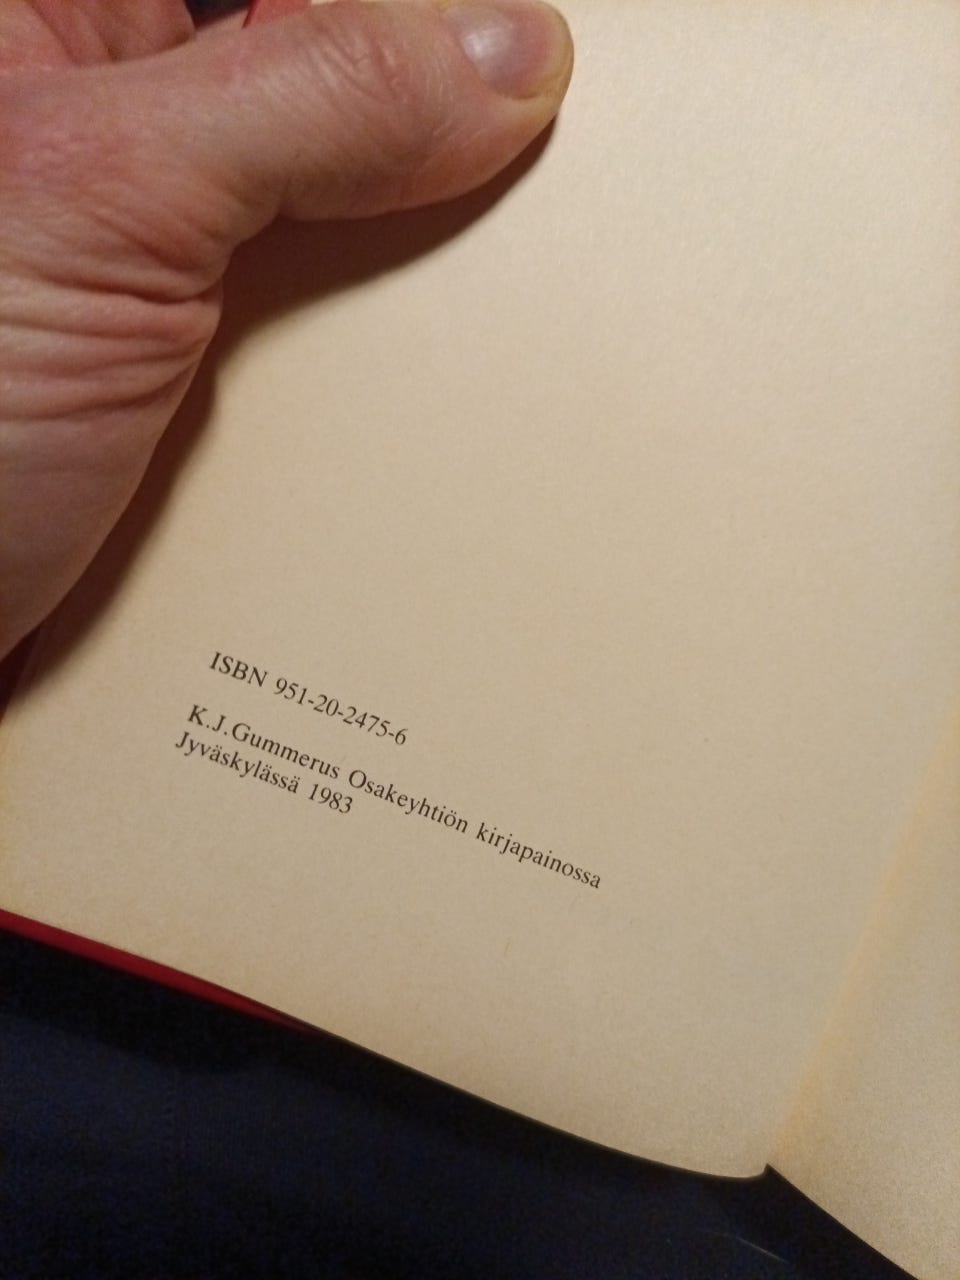 ISBN 951-20-2475-6
K.J.Gummerus Osakeyhtiön kirjapainossa
Jyväskylässä 1983